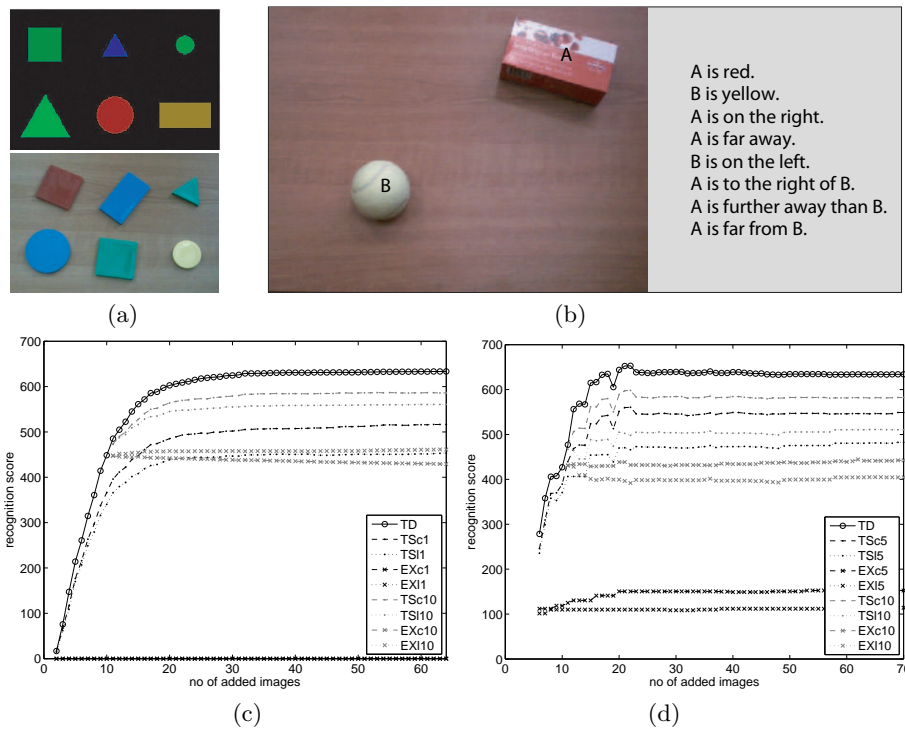 A
B
A is red.
B is yellow.
A is on the right.
A is far away.
B is on the left.
A is to the right of B.
A is further away than B.
A is far from B.
(a)
(b)
700
600
500
400
300
200
100
0
recognition score
0 10 20 30 40 50 60
no of added images
TD
TSc1
TSl1
EXc1
EXl1
TSc10
TSl10
EXc10
EXl10
(c)
700
600
500
400
300
200
100
0
recognition score
0 10 20 30 40 50 60 70
no of added images
TD
TSc5
TSl5
EXc5
EXl5
TSc10
TSl10
EXc10
EXl10
(d)